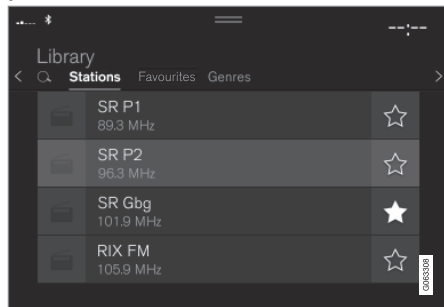 --:--
Library
Stations Favourites Genres
SR P1
89.3 MHz
SR P2
96.3 MHz
SR Gbg
101.9 MHz
RIX FM
105.9 MHz
G063308